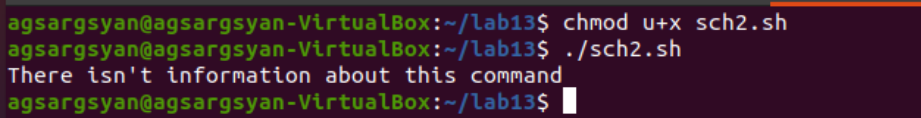 agsargsyan@agsargsyan-VirtualBox:~/lab13$ chmod u+x sch2.sh
agsargsyan@agsargsyan-VirtualBox:~/lab13$ ./sch2.sh
There isn't information about this command
agsargsyan@agsargsyan-VirtualBox:~/lab13$